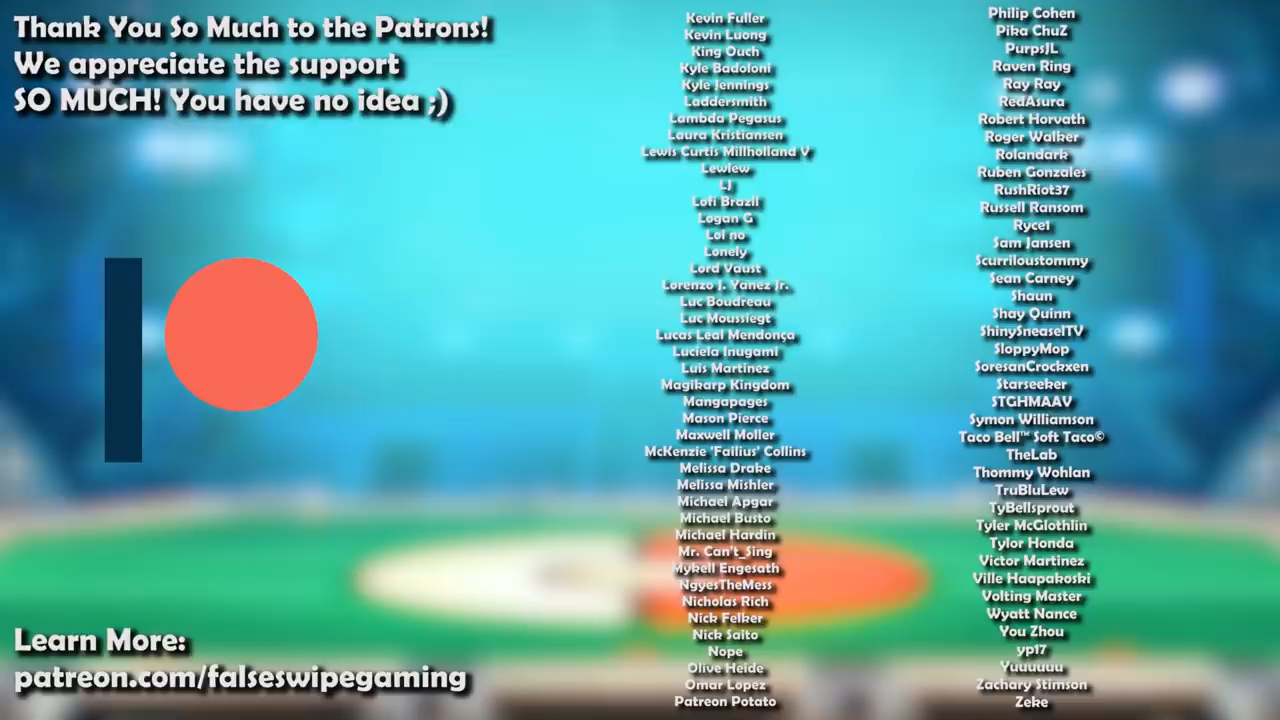 Thank You So Much to the Patrons!
We appreciate the support
SO MUCH! You have no idea ;)
Kevin Fuller
Kevin Luong
King Ouch
Kyle Badoloni
Kyle Jennings
Laddersmith
Lambda Pegasus
Laura Kristiansen
Lewis Curtis Millholland V
Lewlew
LJ
Lofi Brazil
Logan G
Lol no
Lonely
Lord Vaust
Lorenzo J. Yanez Jr.
Luc Boudreau
Luc Moussiegt
Lucas Leal Mendonça
Luciela Inugami
Luis Martinez
Magikarp Kingdom
Mangapages
Mason Pierce
Maxwell Moller
McKenzie 'Failius' Collins
Melissa Drake
Melissa Mishler
Michael Apgar
Michael Busto
Michael Hardin
Mr. Can't_Sing
Mykell Engesath
NgyesTheMess
Nicholas Rich
Nick Felker
Nick Saito
Nope
Olive Heide
Omar Lopez
Patreon Potato
Philip Cohen
Pika ChuZ
PurpsJL
Raven Ring
Ray Ray
RedAsura
Robert Horvath
Roger Walker
Rolandark
Ruben Gonzales
RushRiot37
Russell Ransom
Ryce1
Sam Jansen
Scurriloustommy
Sean Carney
Shaun
Shay Quinn
ShinySneaselTV
SloppyMop
SoresanCrockxen
Starseeker
STGHMAAV
Symon Williamson
Taco Bell™ Soft Taco©
TheLab
Thommy Wohlan
TruBluLew
TyBellsprout
Tyler McGlothlin
Tylor Honda
Victor Martinez
Ville Haapakoski
Volting Master
Wyatt Nance
You Zhou
yp17
Yuuuuuu
Zachary Stimson
Zeke
Learn More:
patreon.com/falseswipegaming